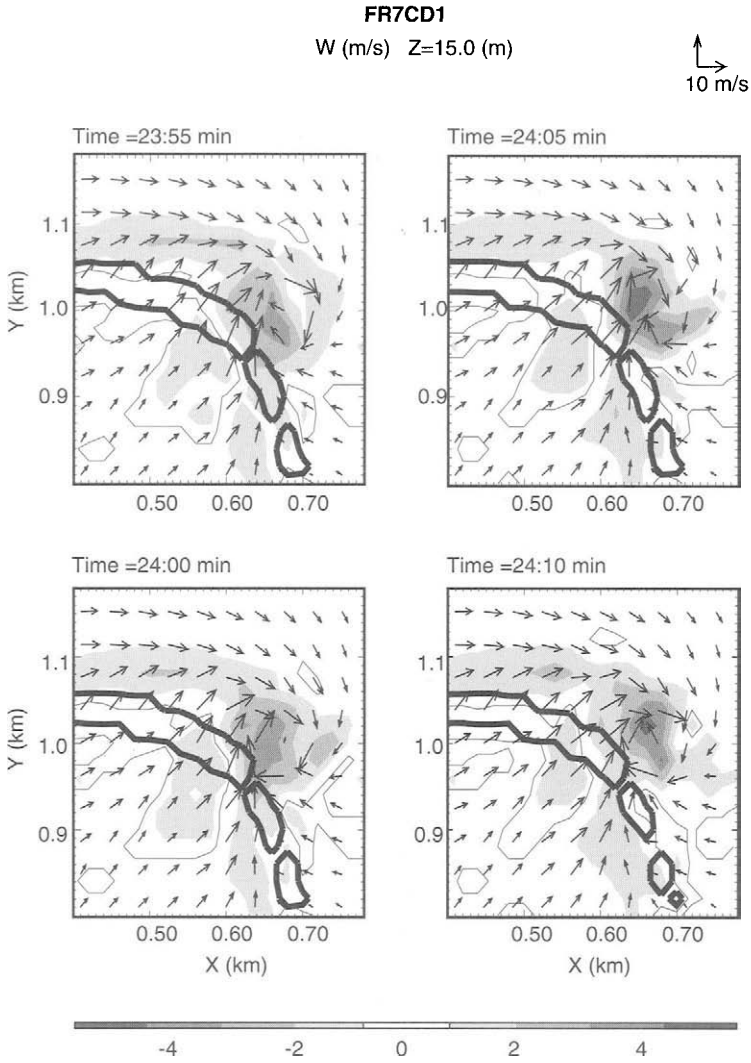 FR7CD1
W (m/s) Z=15.0 (m)
10 m/s
Time =23:55 min
Time =24:05 min
Y (km)
1.1
1.0
0.9
1.1
1.0
0.9
0.50 0.60 0.70
0.50 0.60 0.70
Time =24:00 min
Time =24:10 min
Y (km)
1.1
1.0
0.9
1.1
1.0
0.9
0.50 0.60 0.70
0.50 0.60 0.70
X (km)
X (km)
-4 -2 0 2 4